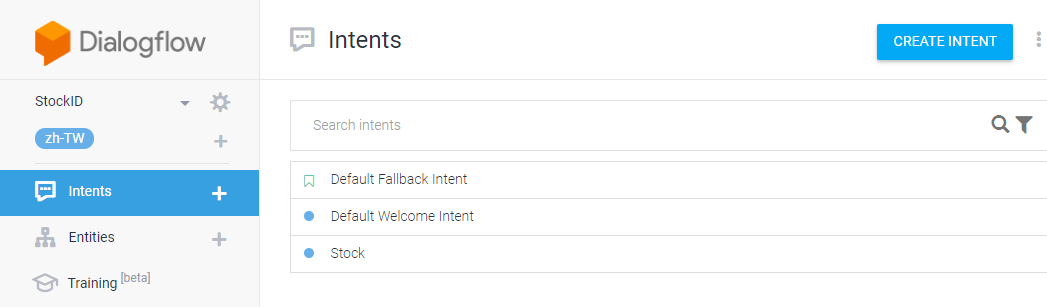 Dialogflow
Intents
CREATE INTENT
StockID
zh-TW
Search intents
Intents
Default Fallback Intent
Default Welcome Intent
Entities
Stock
Training [beta]